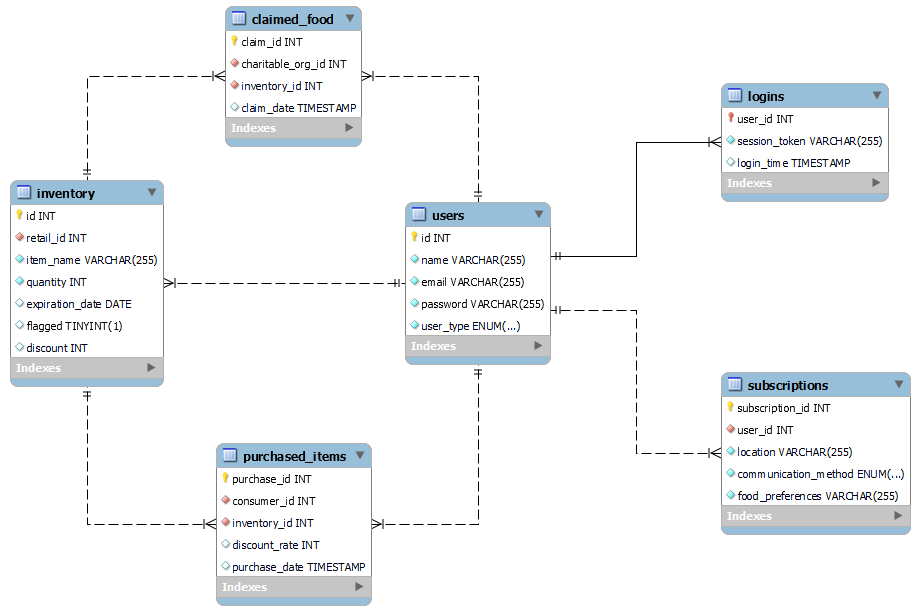 claimed_food
claim_id INT
charitable_org_id INT
inventory_id INT
claim_date TIMESTAMP
Indexes
logins
user_id INT
session_token VARCHAR(255)
login_time TIMESTAMP
Indexes
inventory
id INT
retail_id INT
item_name VARCHAR(255)
quantity INT
expiration_date DATE
flagged TINYINT(1)
discount INT
Indexes
users
id INT
name VARCHAR(255)
email VARCHAR(255)
password VARCHAR(255)
user_type ENUM(...)
Indexes
subscriptions
subscription_id INT
user_id INT
location VARCHAR(255)
communication_method ENUM(...)
food_preferences VARCHAR(255)
Indexes
purchased_items
purchase_id INT
consumer_id INT
inventory_id INT
discount_rate INT
purchase_date TIMESTAMP
Indexes